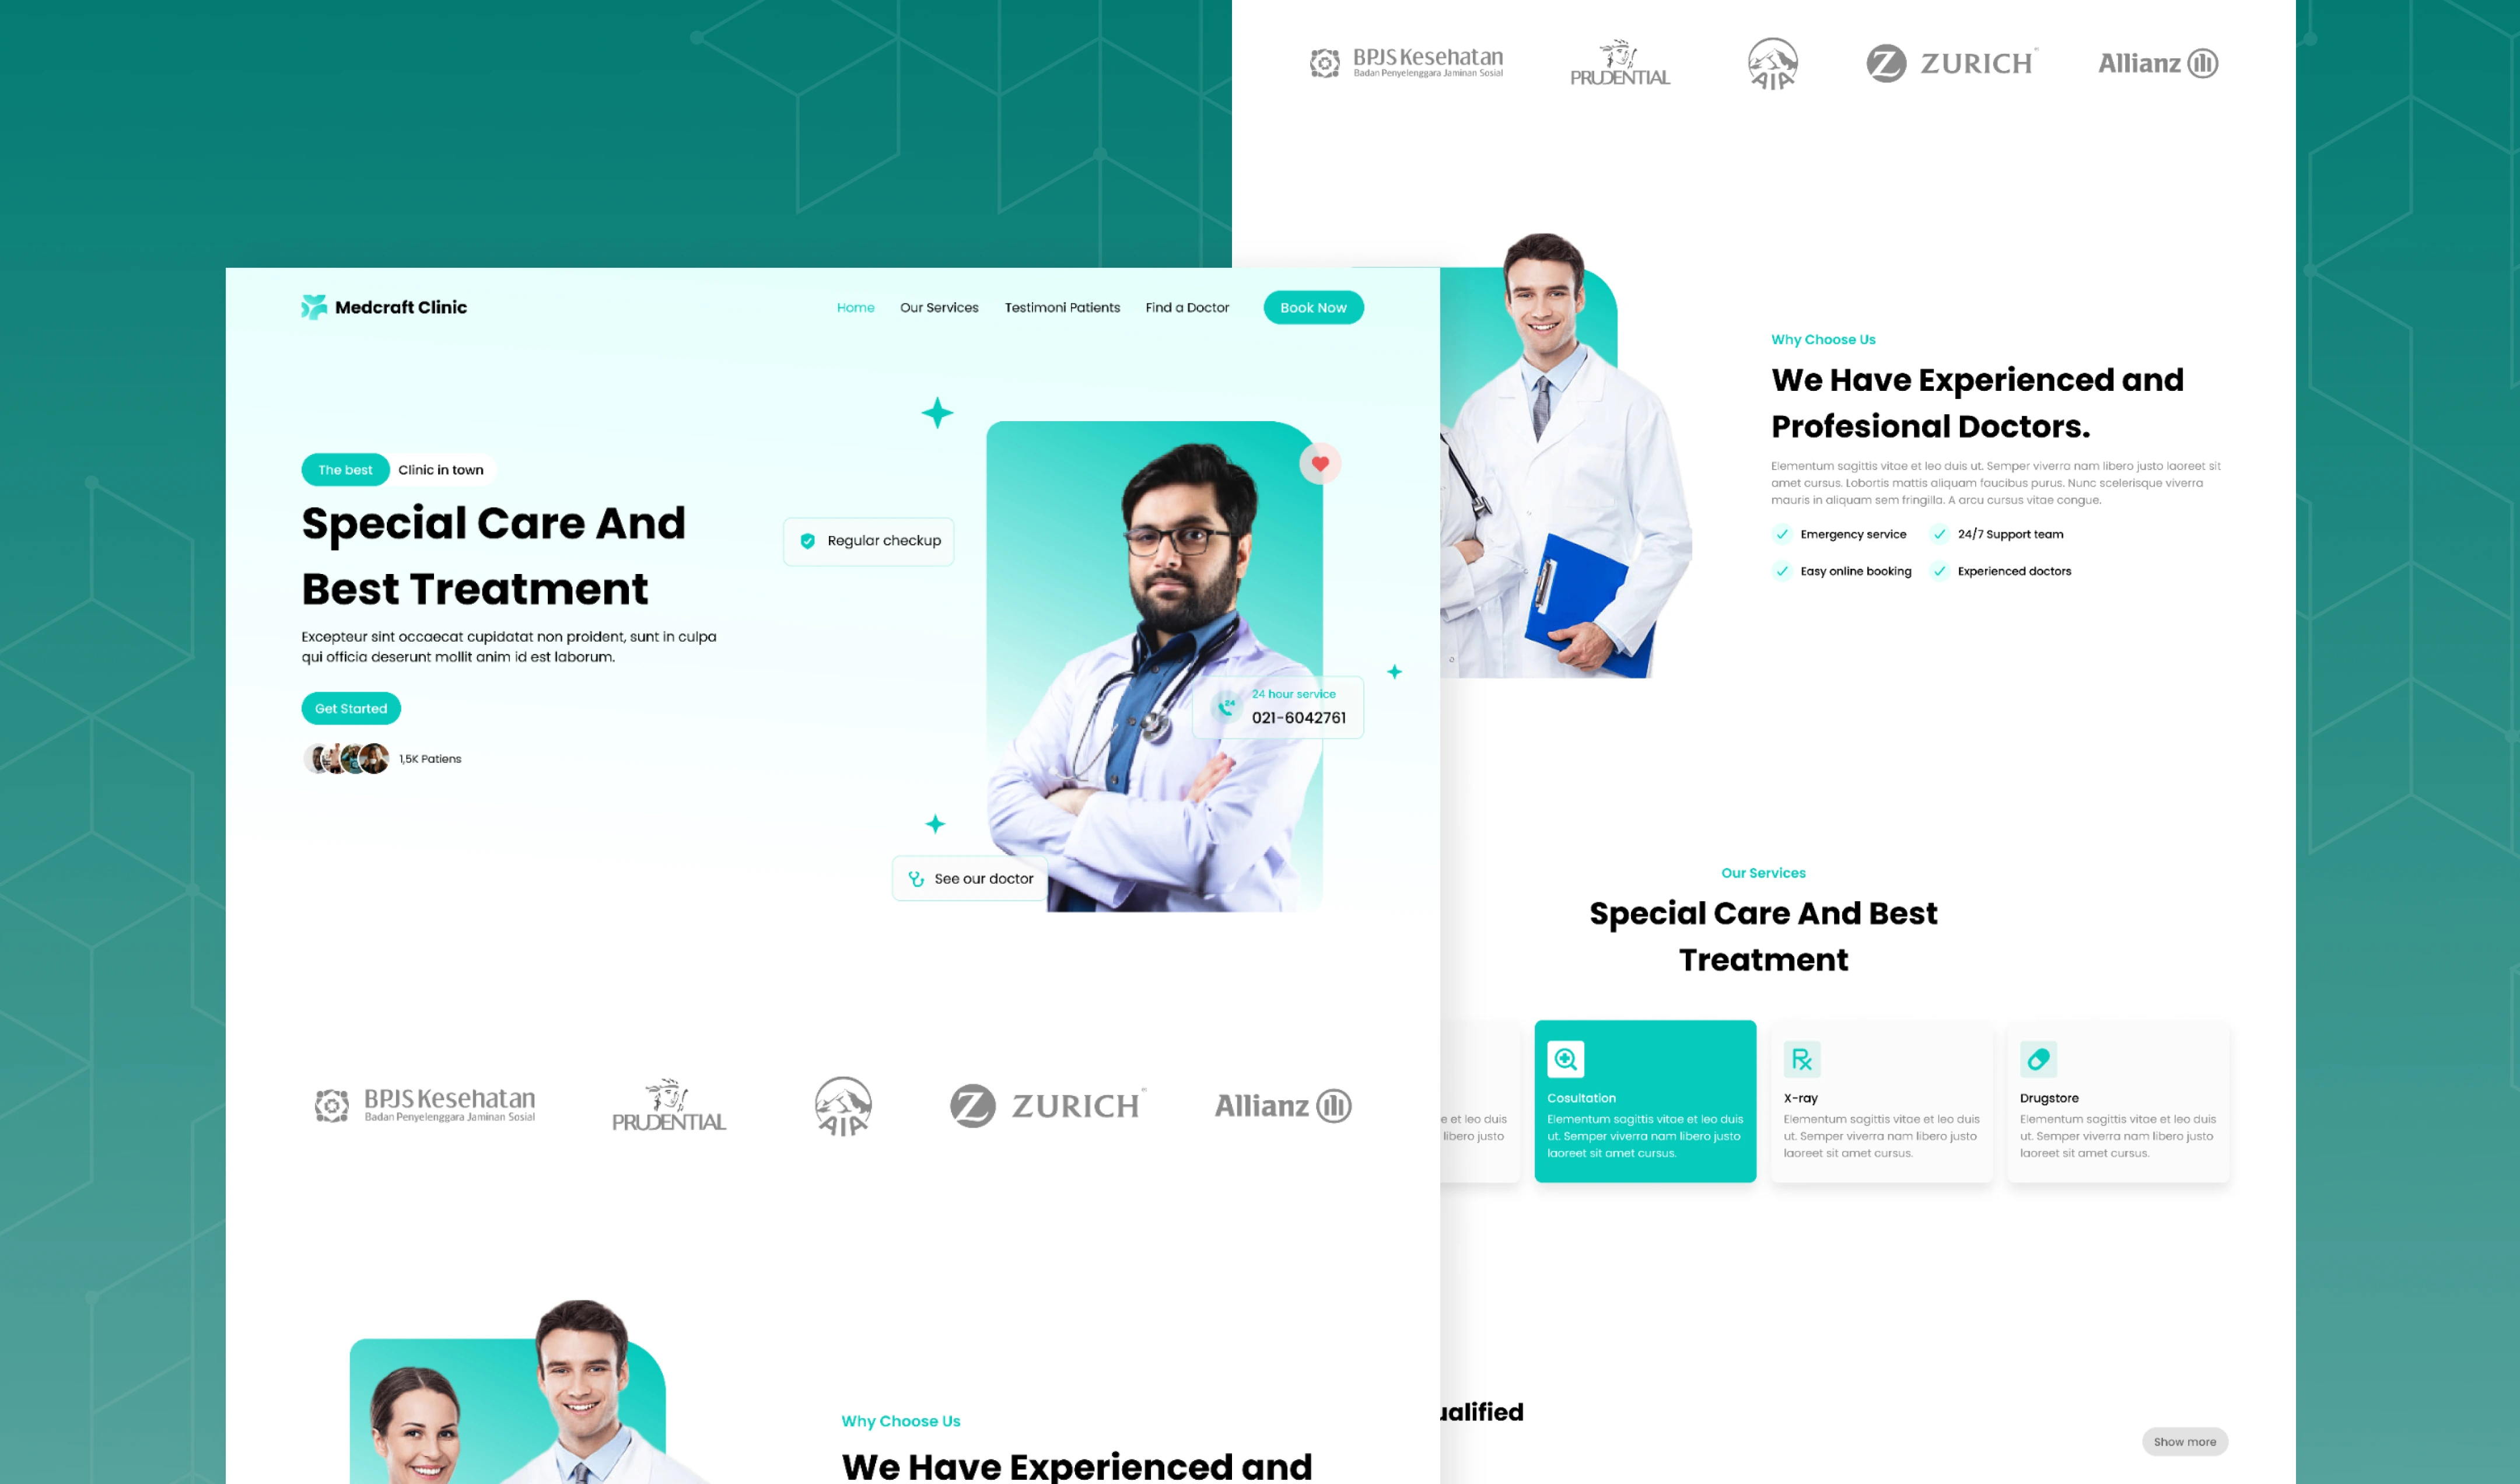 Medcraft Clinic
Home Our Services Testimoni Patients Find a Doctor Book Now
The best Clinic in town
Special Care And
Best Treatment
Excepteur sint occaecat cupidatat non proident, sunt in culpa
qui officia deserunt mollit anim id est laborum.
Get Started
1,5K Patiens
Regular checkup
24 hour service
021-6042761
See our doctor
BPJS Kesehatan
Badan Penyelenggara Jaminan Sosial
PRUDENTIAL
AIA
ZURICH
Allianz
Why Choose Us
We Have Experienced and
BPJS Kesehatan
Badan Penyelenggara Jaminan Sosial
PRUDENTIAL
AIA
ZURICH
Allianz
Why Choose Us
We Have Experienced and
Profesional Doctors.
Elementum sagittis vitae et leo duis ut. Semper viverra nam libero justo laoreet sit
amet cursus. Lobortis mattis aliquam faucibus purus. Nunc scelerisque viverra
mauris in aliquam sem fringilla. A arcu cursus vitae congue.
Emergency service 24/7 Support team
Easy online booking Experienced doctors
Our Services
Special Care And Best
Treatment
e et leo duis
libero justo
Cosultation
Elementum sagittis vitae et leo duis
ut. Semper viverra nam libero justo
laoreet sit amet cursus.
X-ray
Elementum sagittis vitae et leo duis
ut. Semper viverra nam libero justo
laoreet sit amet cursus.
Drugstore
Elementum sagittis vitae et leo duis
ut. Semper viverra nam libero justo
laoreet sit amet cursus.
ualified
Show more